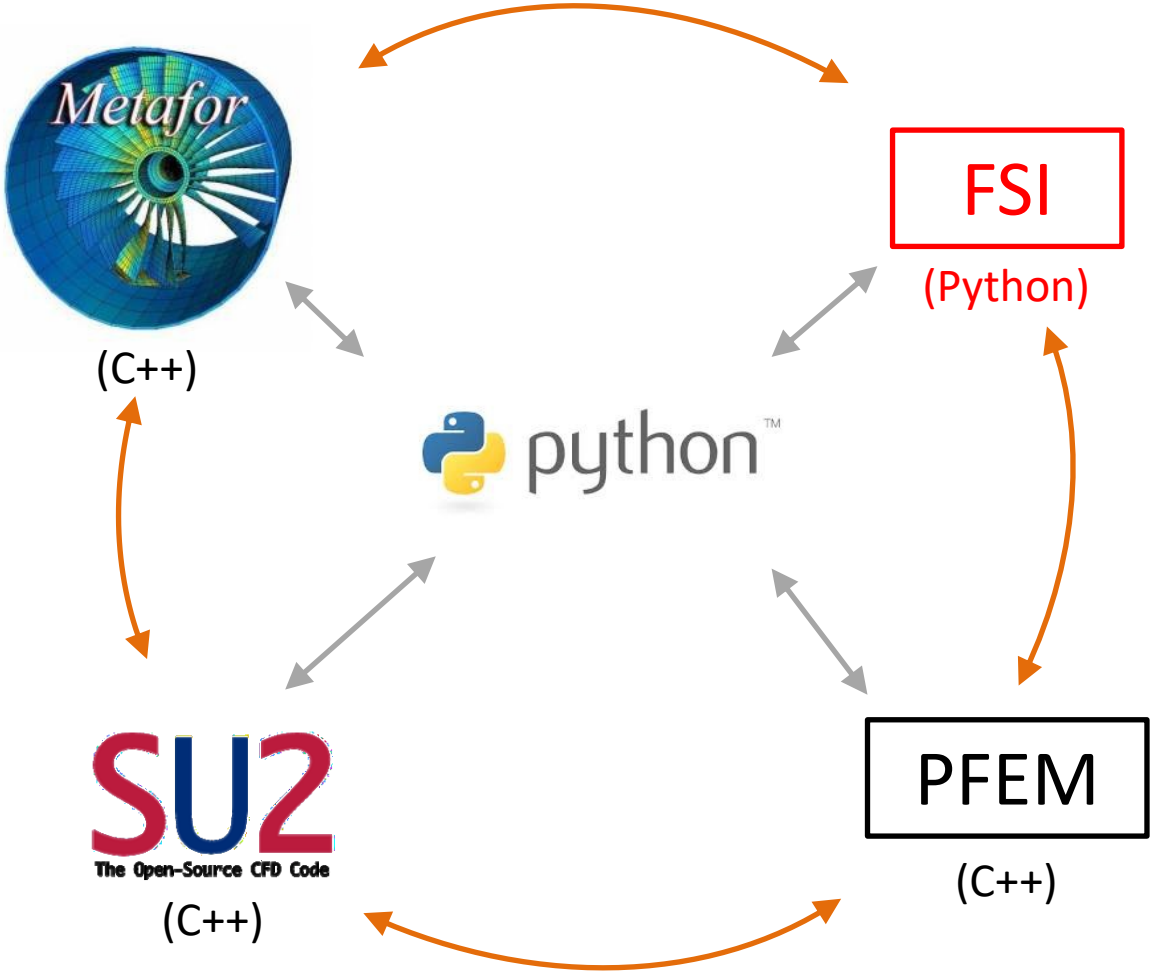 Metafor
(C++)
FSI
(Python)
python™
SU2
The Open-Source CFD Code
(C++)
PFEM
(C++)